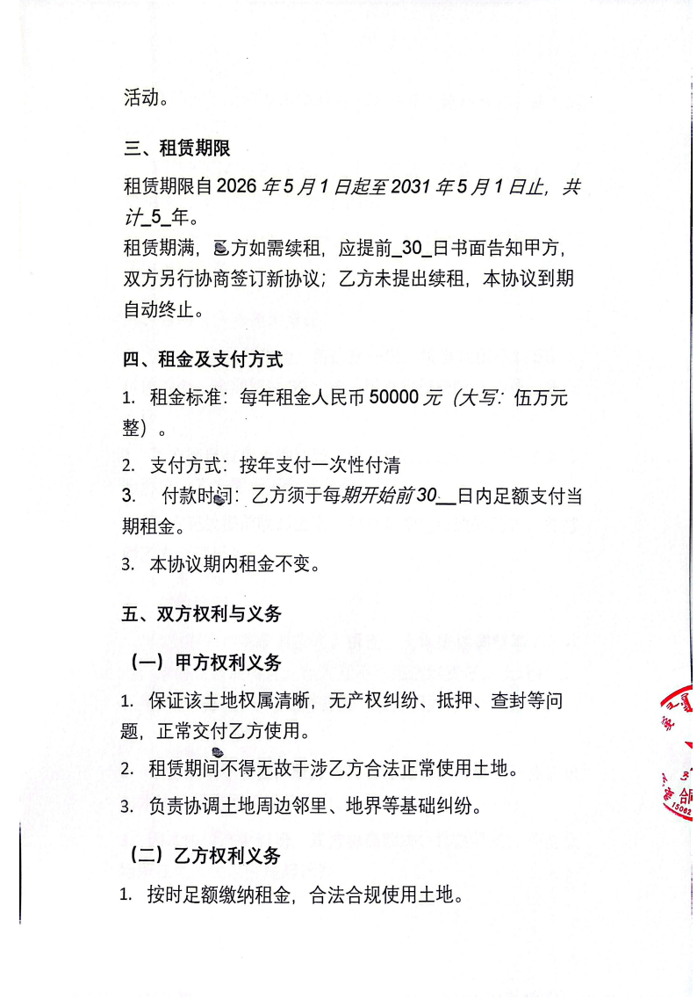 活动。
三、租赁期限
租赁期限自 2026 年 5 月 1 日起至 2031 年 5 月 1 日止，共
计_5_年。
租赁期满，乙方如需续租，应提前_30_日书面告知甲方，
双方另行协商签订新协议；乙方未提出续租，本协议到期
自动终止。
四、租金及支付方式
1. 租金标准：每年租金人民币 50000 元（大写：伍万元
整）。
2. 支付方式：按年支付一次性付清
3. 付款时间：乙方须于每期开始前 30__日内足额支付当
期租金。
3. 本协议期内租金不变。
五、双方权利与义务
（一）甲方权利义务
1. 保证该土地权属清晰，无产权纠纷、抵押、查封等问
题，正常交付乙方使用。
2. 租赁期间不得无故干涉乙方合法正常使用土地。
3. 负责协调土地周边邻里、地界等基础纠纷。
（二）乙方权利义务
1. 按时足额缴纳租金，合法合规使用土地。
合同
15062